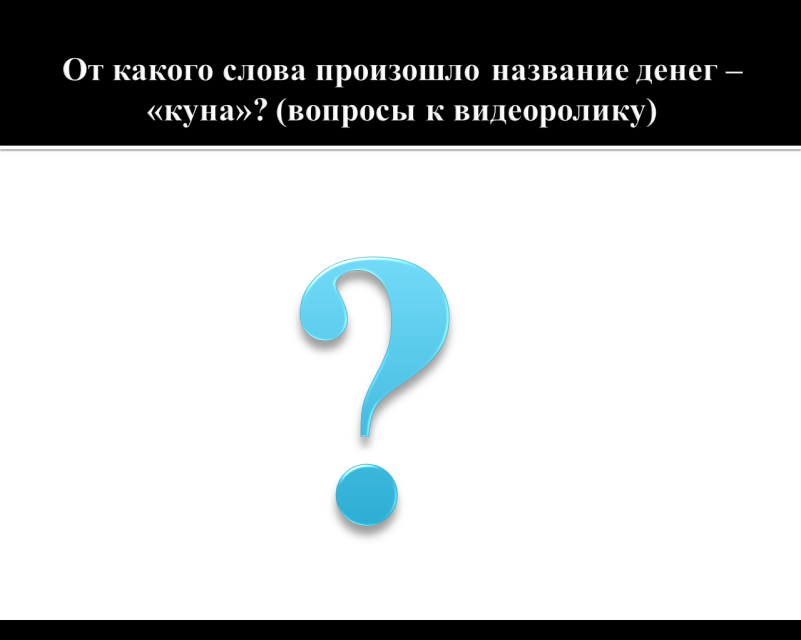 От какого слова произошло название денег –
«куна»? (вопросы к видеоролику)
?